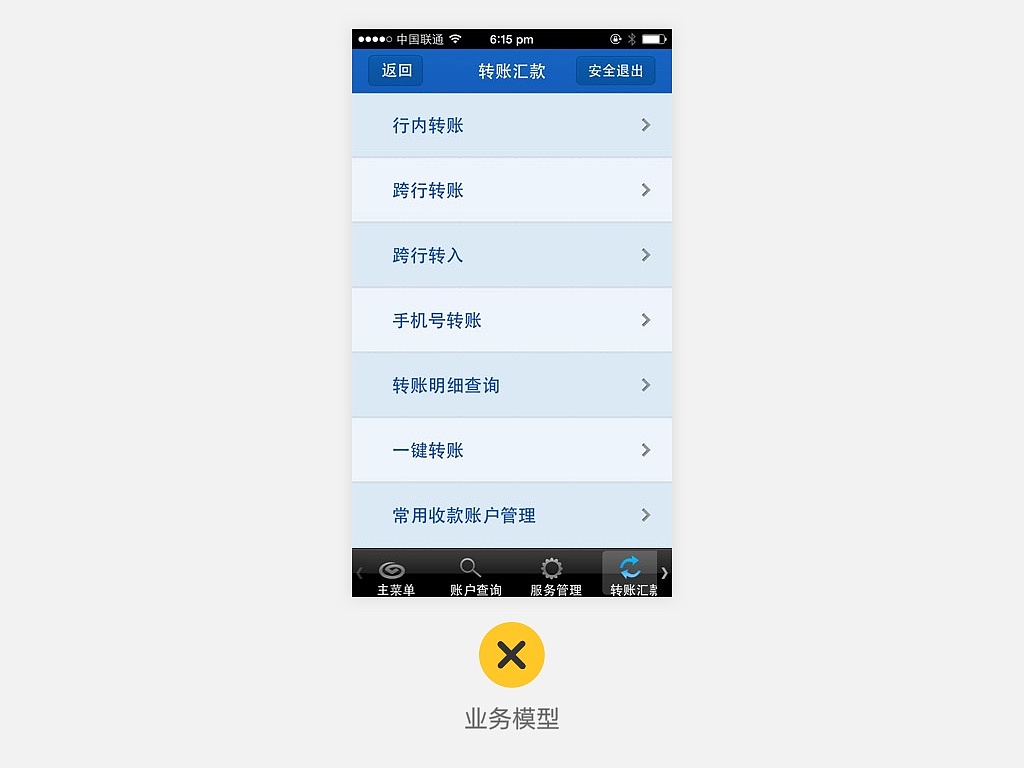 中国联通 6:15 pm
返回 转账汇款 安全退出
行内转账
跨行转账
跨行转入
手机号转账
转账明细查询
一键转账
常用收款账户管理
主菜单 账户查询 服务管理 转账汇款
业务模型